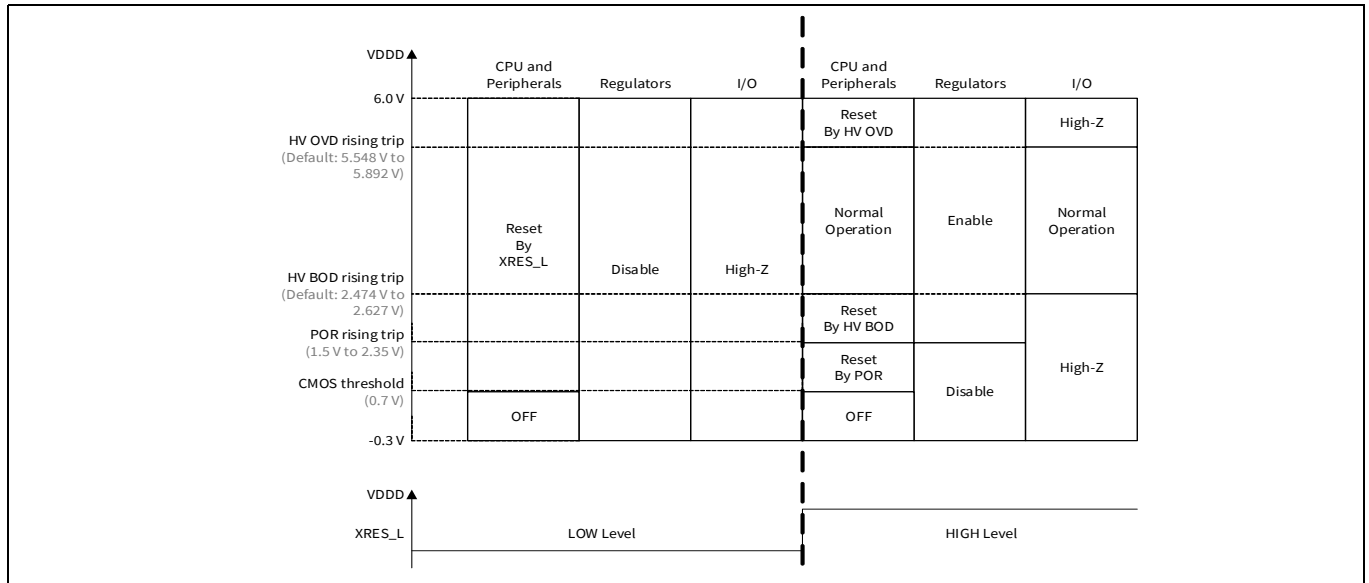 VDDD
CPU and
Peripherals
Regulators
I/O
CPU and
Peripherals
Regulators
I/O
6.0 V
Reset
By HV OVD
High-Z
HV OVD rising trip
(Default: 5.548 V to
5.892 V)
Reset
By
XRES_L
Disable
High-Z
Normal
Operation
Enable
Normal
Operation
HV BOD rising trip
(Default: 2.474 V to
2.627 V)
Reset
By HV BOD
POR rising trip
(1.5 V to 2.35 V)
Reset
By POR
Disable
High-Z
CMOS threshold
(0.7 V)
OFF
OFF
-0.3 V
VDDD
XRES_L
LOW Level
HIGH Level